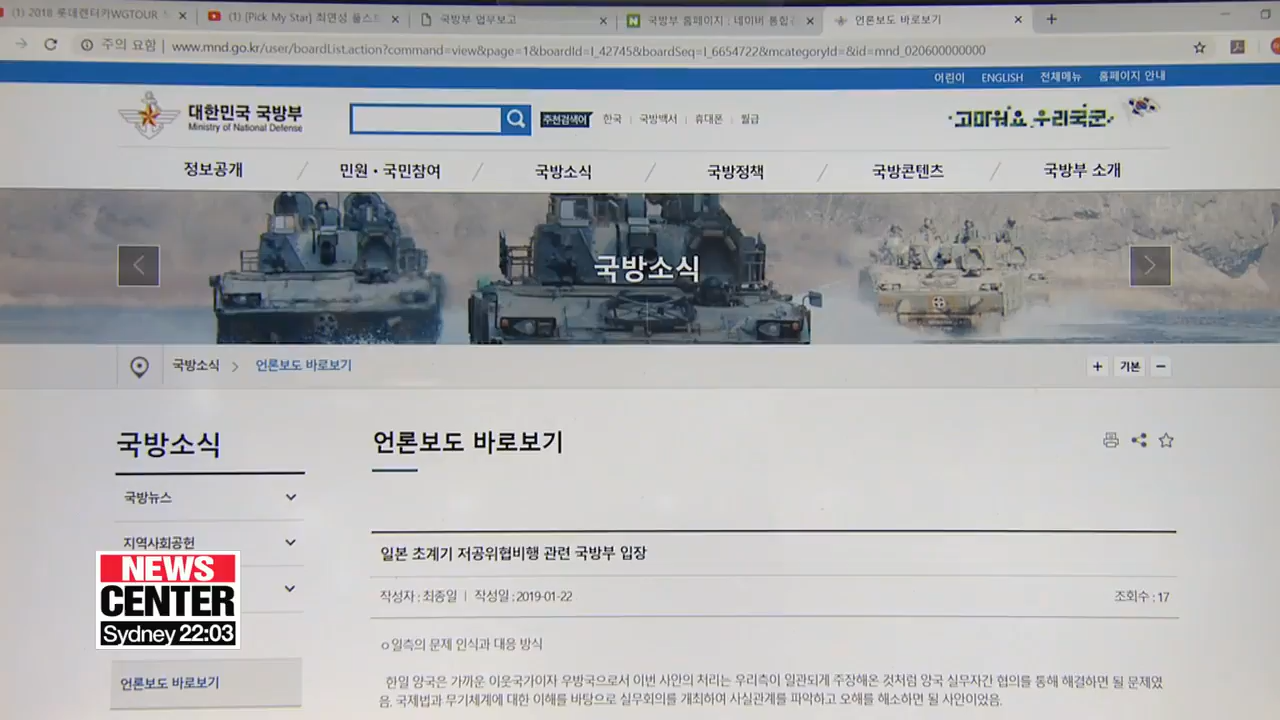 (1) 2018 롯데렌터카WGTOUR
(1) [Pick My Star] 최연성 풀스트
국방부 업무보고
국방부 홈페이지 : 네이버 통합
언론보도 바로보기
주의 요함 | www.mnd.go.kr/user/boardList.action?command=view&page=1&boardId=I_42745&boardSeq=I_6654722&mcategoryId=&id=mnd_020600000000
어린이 ENGLISH 전체메뉴 홈페이지 안내
대한민국 국방부
Ministry of National Defense
추천검색어 한국 | 국방백서 | 휴대폰 | 월급
고마워요 우리국군
정보공개 / 민원・국민참여 / 국방소식 / 국방정책 / 국방콘텐츠 / 국방부 소개
국방소식
국방소식 > 언론보도 바로보기
+ 기본 −
국방소식
언론보도 바로보기
국방뉴스
지역사회공헌
일본 초계기 저공위협비행 관련 국방부 입장
작성자 : 최종일 | 작성일 : 2019-01-22
조회수 : 17
ㅇ일측의 문제 인식과 대응 방식
한일 양국은 가까운 이웃국가이자 우방국으로서 이번 사안의 처리는 우리측이 일관되게 주장해온 것처럼 양국 실무자간 협의를 통해 해결하면 될 문제였
음. 국제법과 무기체계에 대한 이해를 바탕으로 실무회의를 개최하여 사실관계를 파악하고 오해를 해소하면 될 사안이었음.
언론보도 바로보기
NEWS
CENTER
Sydney 22:03